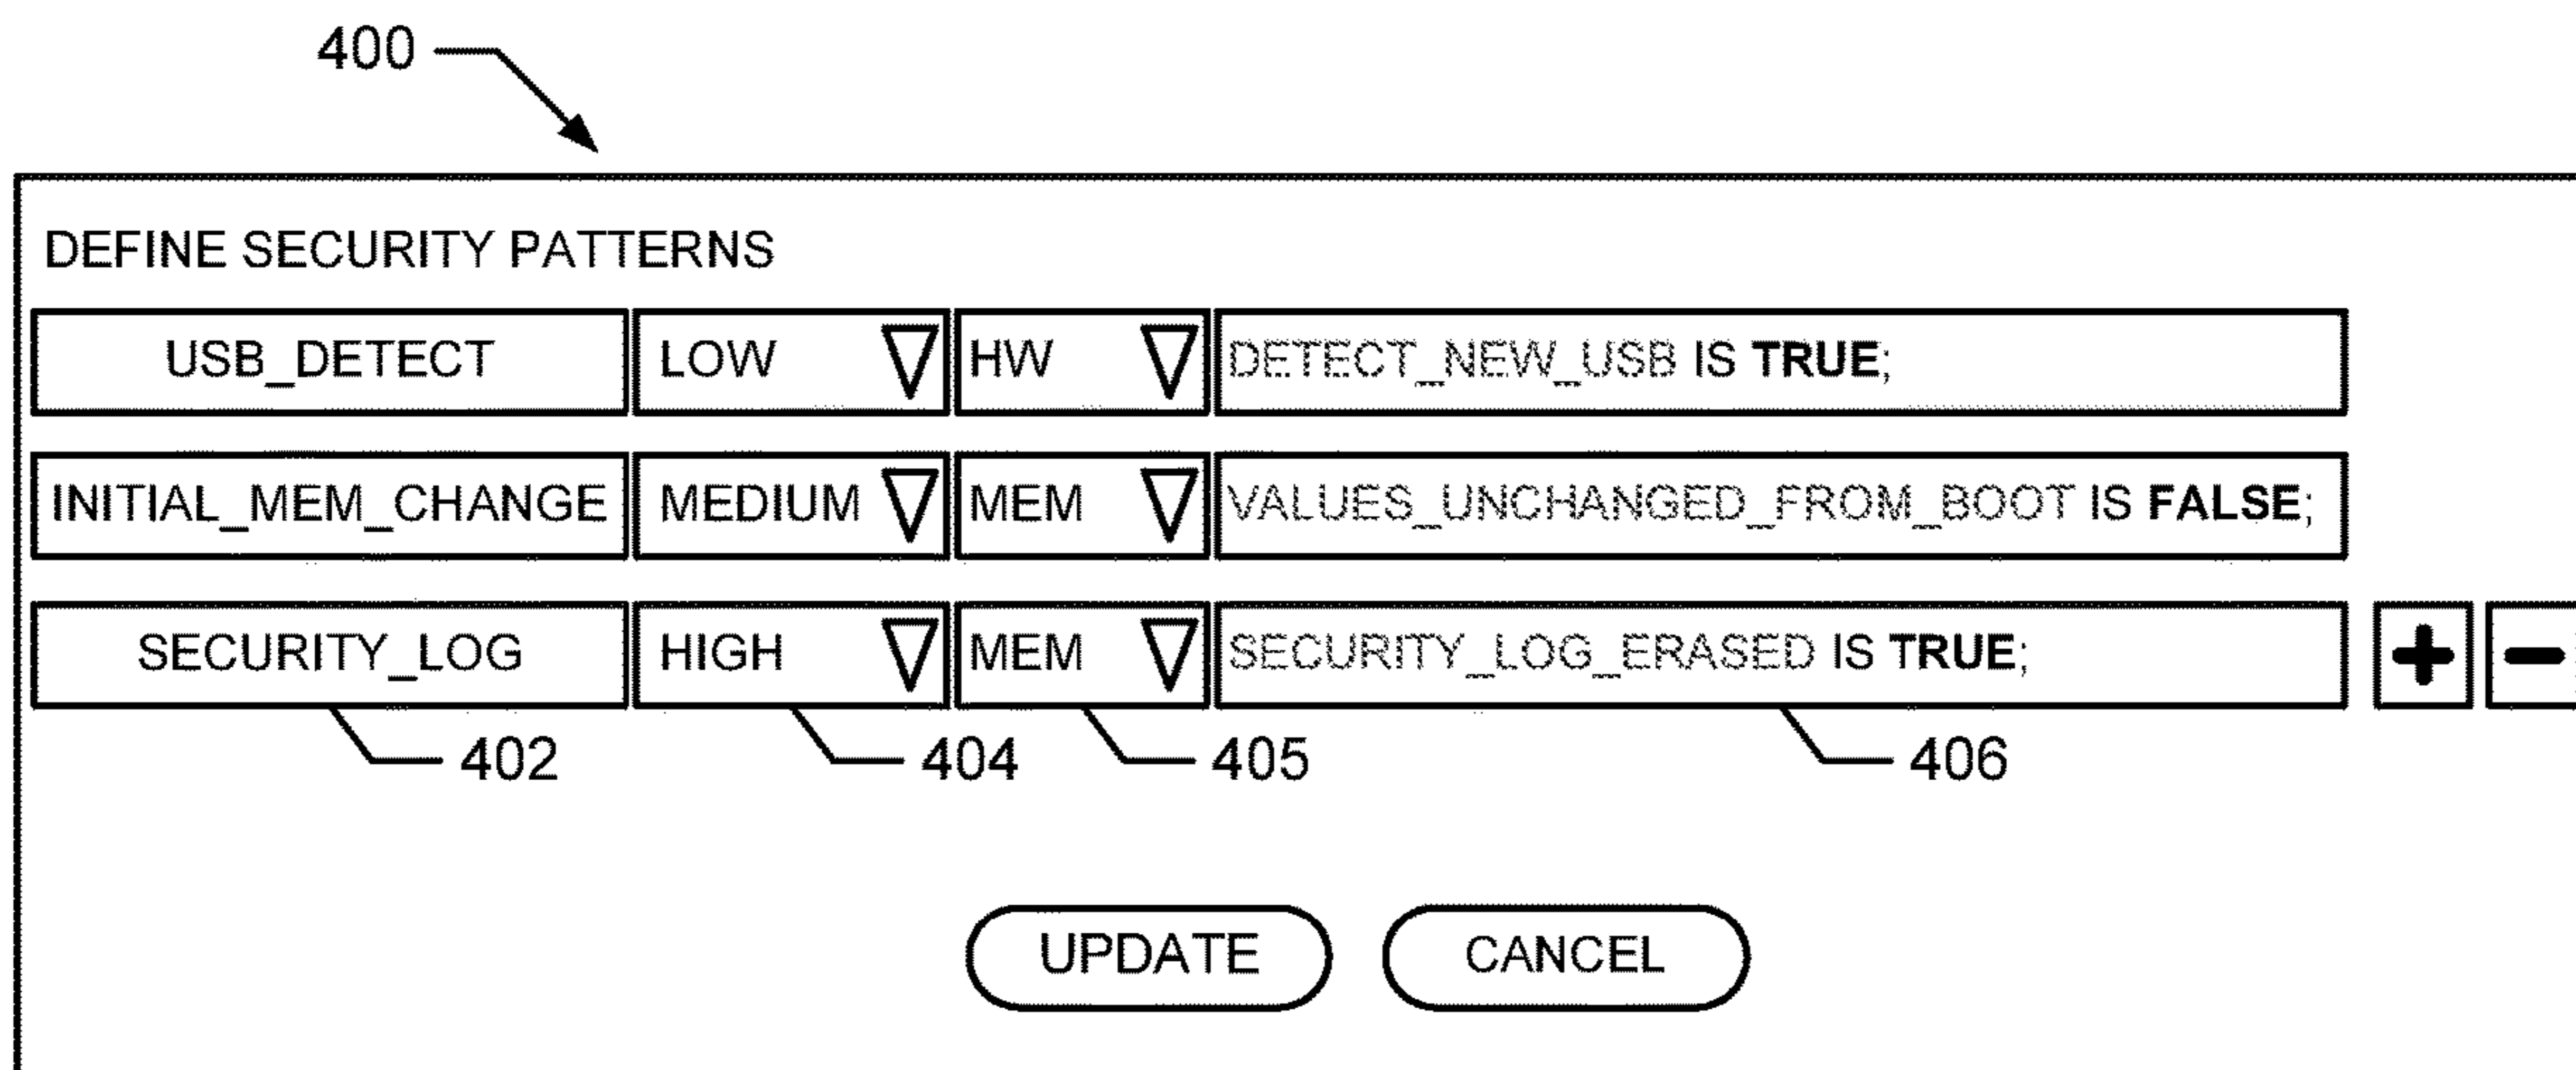 400
DEFINE SECURITY PATTERNS
USB_DETECT LOW HW DETECT_NEW_USB IS TRUE;
INITIAL_MEM_CHANGE MEDIUM MEM VALUES_UNCHANGED_FROM_BOOT IS FALSE;
SECURITY_LOG HIGH MEM SECURITY_LOG_ERASED IS TRUE; + -
402 404 405 406
UPDATE CANCEL